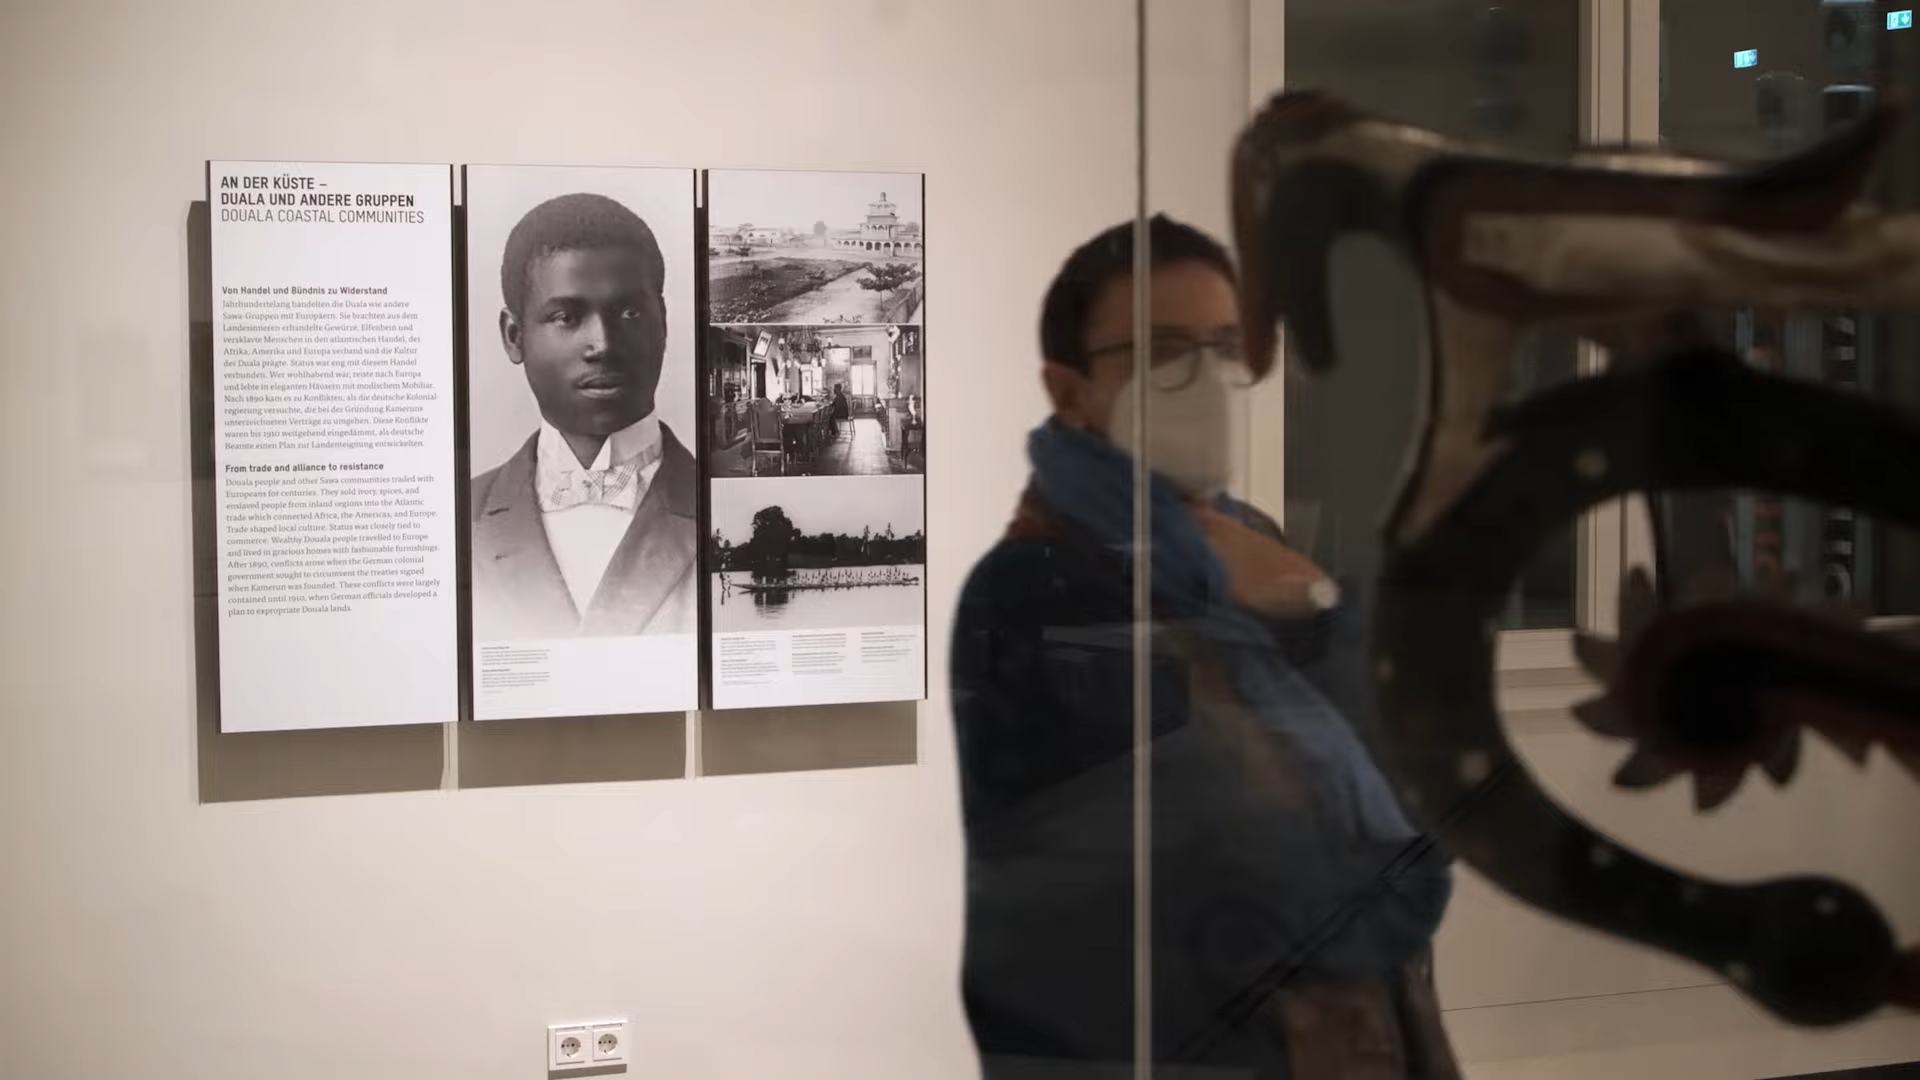 AN DER KÜSTE –
DUALA UND ANDERE GRUPPEN
DOUALA COASTAL COMMUNITIES
Von Handel und Bündnis zu Widerstand
Jahrhundertelang handelten die Duala wie andere
Sawa-Gruppen mit Europäern. Sie brachten aus dem
Landesinneren erhandelte Gewürze, Elfenbein und
versklavte Menschen in den atlantischen Handel, der
Afrika, Amerika und Europa verband und die Kultur
der Duala prägte. Status war eng mit diesem Handel
verbunden. Wer wohlhabend war, reiste nach Europa
und lebte in eleganten Häusern mit modischem Mobiliar.
Nach 1890 kam es zu Konflikten, als die deutsche Kolonial-
regierung versuchte, die bei der Gründung Kameruns
unterzeichneten Verträge zu umgehen. Diese Konflikte
waren bis 1910 weitgehend eingedämmt, als deutsche
Beamte einen Plan zur Landenteignung entwickelten.
From trade and alliance to resistance
Douala people and other Sawa communities traded with
Europeans for centuries. They sold ivory, spices, and
enslaved people from inland regions into the Atlantic
trade which connected Africa, the Americas, and Europe.
Trade shaped local culture. Status was closely tied to
commerce. Wealthy Douala people travelled to Europe
and lived in gracious homes with fashionable furnishings.
After 1890, conflicts arose when the German colonial
government sought to circumvent the treaties signed
when Kamerun was founded. These conflicts were largely
contained until 1910, when German officials developed a
plan to expropriate Douala lands.